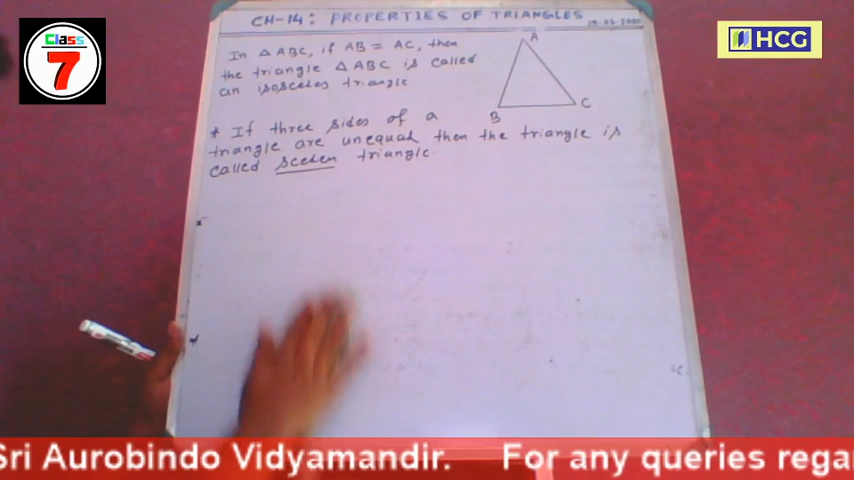 CH-14: PROPERTIES OF TRIANGLES
In △ ABC, if AB = AC, then
the triangle △ ABC is called
an isosceles triangle
A
B
C
* If three sides of a
triangle are unequal then the triangle is
called scelen triangle
Class
7
HCG
Sri Aurobindo Vidyamandir. For any queries rega